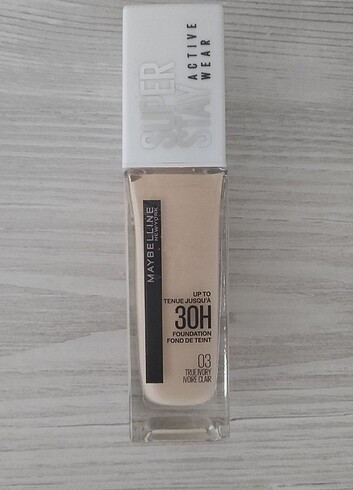 SUPER
STAY
ACTIVE
WEAR
MAYBELLINE
NEW YORK
UP TO
TENUE JUSQU'A
30H
FOUNDATION
FOND DE TEINT
03
TRUE IVORY
IVOIRE CLAIR